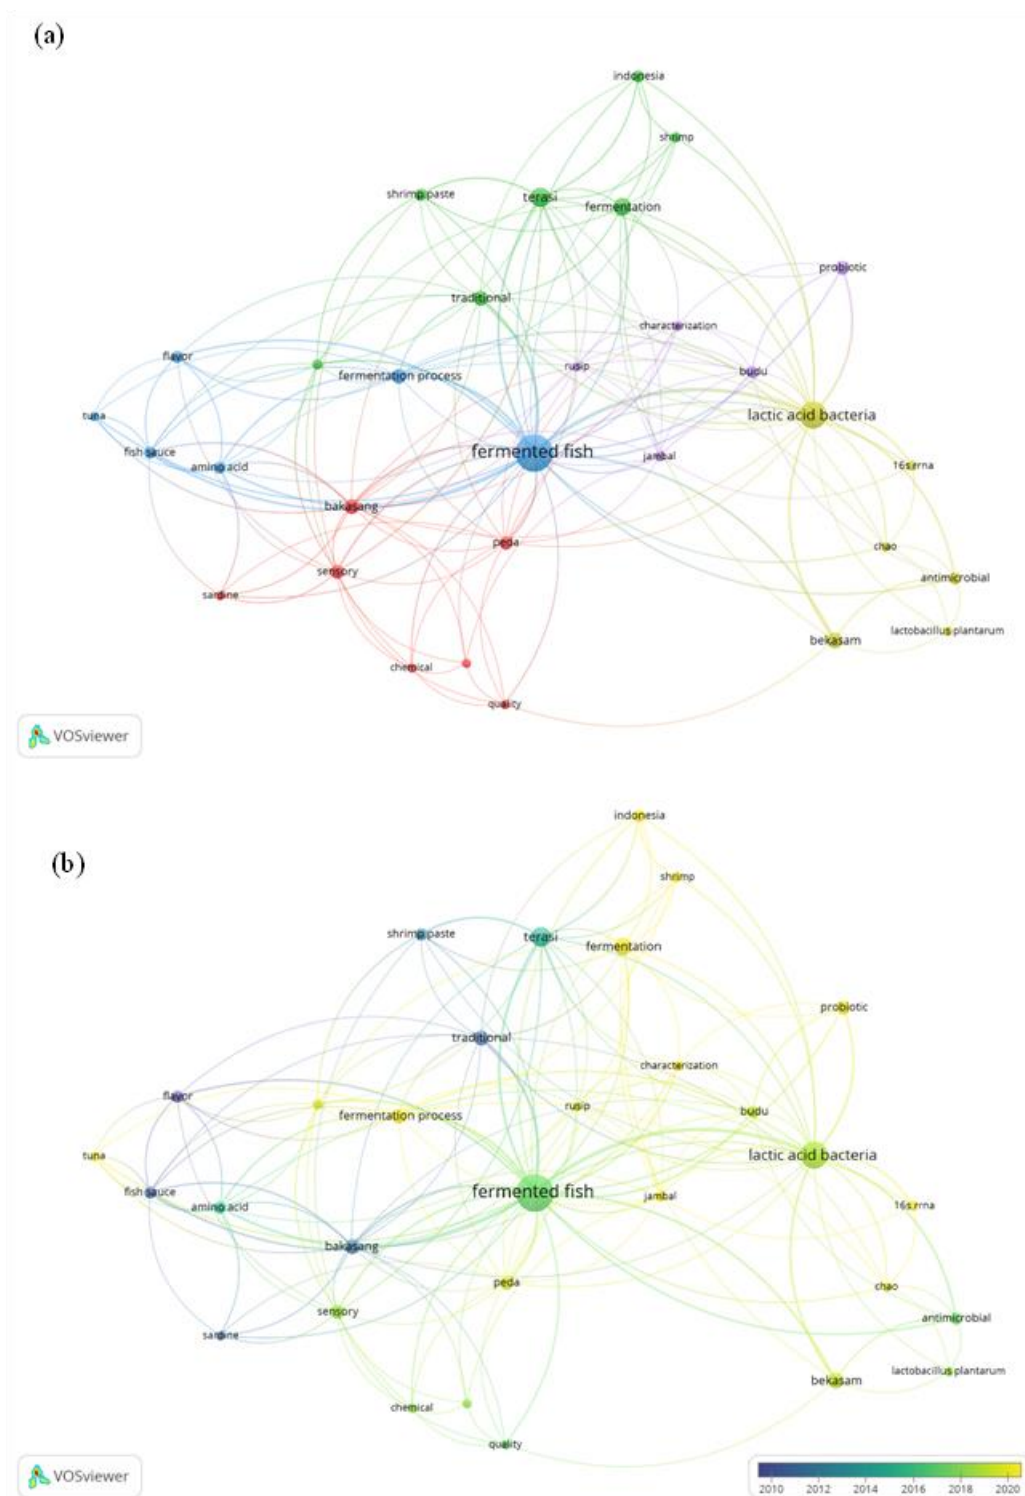 (a)
indonesia
shrimp
shrimp paste
terasi
fermentation
probiotic
traditional
characterization
flavor
rusip
budu
fermentation process
tuna
lactic acid bacteria
fish sauce
fermented fish
jambal
amino acid
16s rrna
bakasang
peda
chao
sensory
antimicrobial
sardine
lactobacillus plantarum
bekasam
chemical
quality
VOSviewer
(b)
indonesia
shrimp
shrimp paste
terasi
fermentation
probiotic
traditional
characterization
flavor
rusip
budu
fermentation process
tuna
lactic acid bacteria
fish sauce
fermented fish
jambal
amino acid
16s rrna
bakasang
peda
chao
sensory
antimicrobial
sardine
lactobacillus plantarum
bekasam
chemical
quality
VOSviewer
2010 2012 2014 2016 2018 2020